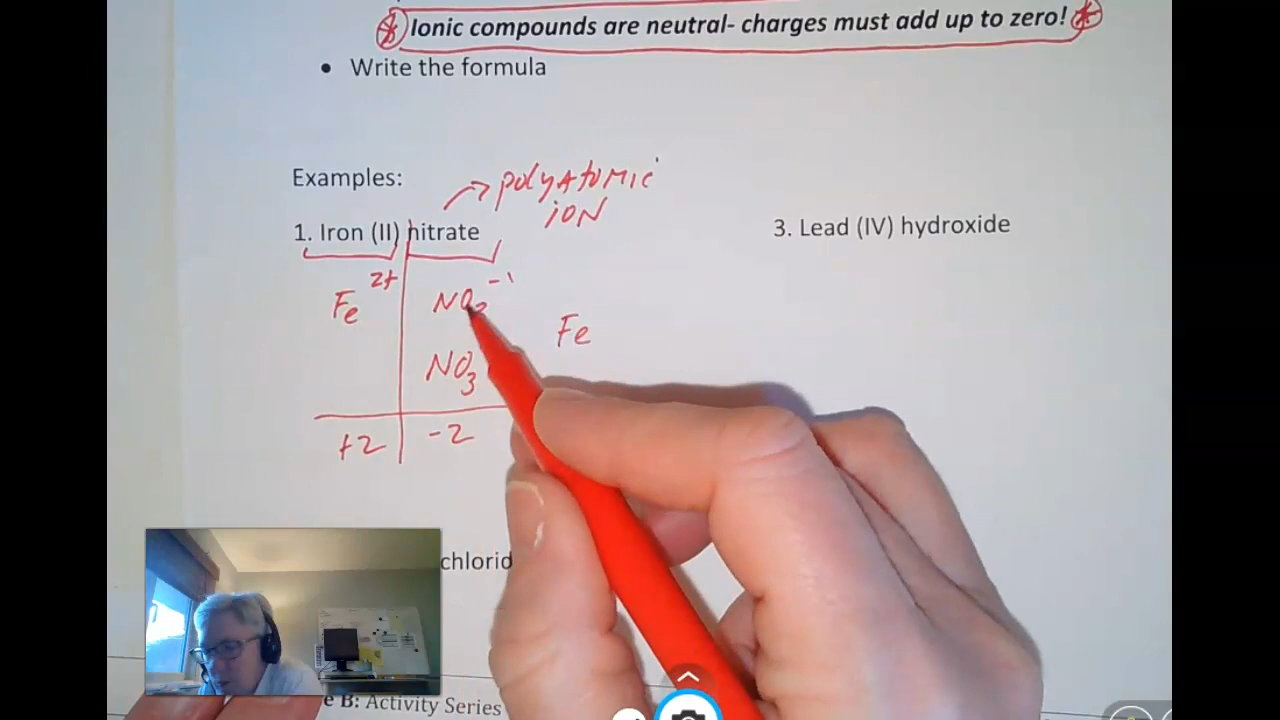 Ionic compounds are neutral- charges must add up to zero!
• Write the formula
Examples:
polyatomic
ion
1. Iron (II) nitrate
3. Lead (IV) hydroxide
Fe 2+
NO -1
Fe
NO3
+2
-2
chlorid
e B: Activity Series